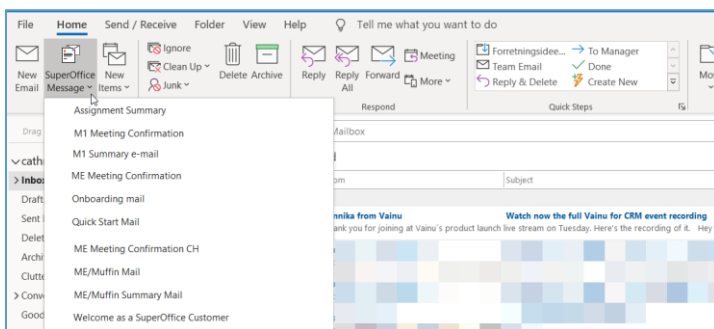 File Home Send / Receive Folder View Help Tell me what you want to do
Ignore
Clean Up
Junk
New Email
SuperOffice Message
New Items
Delete Archive
Reply
Reply All
Forward
Meeting
More
Respond
Forretningsidee...
To Manager
Team Email
Done
Reply & Delete
Create New
Quick Steps
Assignment Summary
M1 Meeting Confirmation
M1 Summary e-mail
ME Meeting Confirmation
Onboarding mail
Quick Start Mail
ME Meeting Confirmation CH
ME/Muffin Mail
ME/Muffin Summary Mail
Welcome as a SuperOffice Customer
Drag
Subject
Watch now the full Vainu for CRM event recording
from Vainu
you for joining at Vainu's product launch live stream on Tuesday. Here's the recording of it. Hey